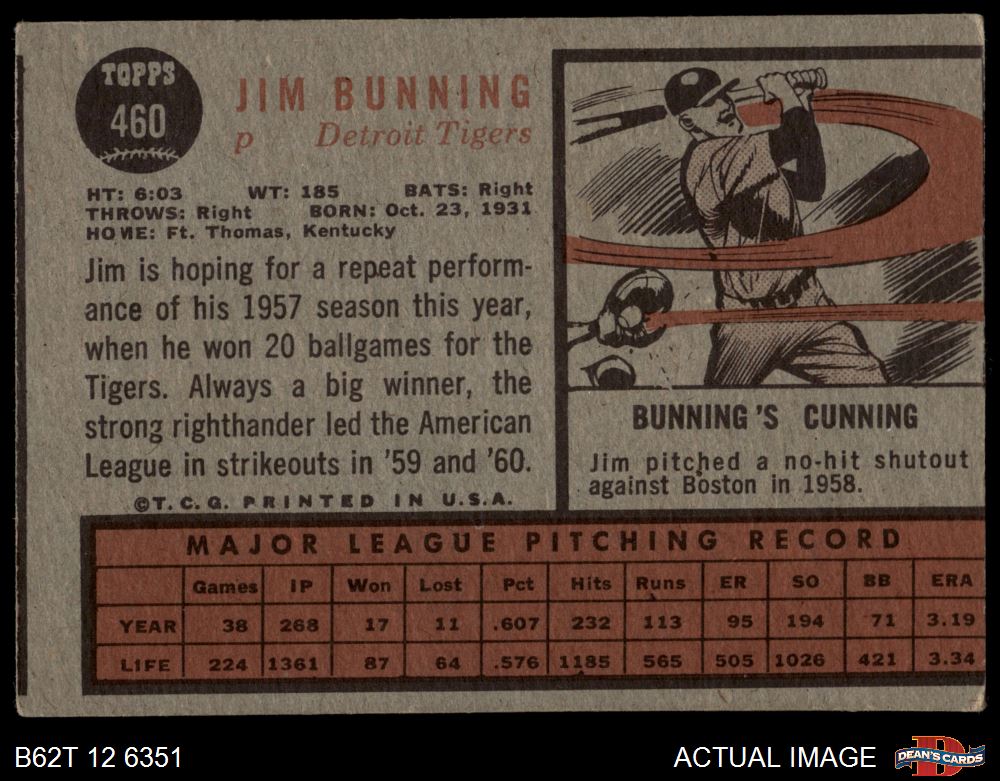 TOPPS
460
JIM BUNNING
p Detroit Tigers
HT: 6:03 WT: 185 BATS: Right
THROWS: Right BORN: Oct. 23, 1931
HOME: Ft. Thomas, Kentucky
Jim is hoping for a repeat perform-
ance of his 1957 season this year,
when he won 20 ballgames for the
Tigers. Always a big winner, the
strong righthander led the American
League in strikeouts in '59 and '60.
©T. C. G. PRINTED IN U.S.A.
BUNNING'S CUNNING
Jim pitched a no-hit shutout
against Boston in 1958.
MAJOR LEAGUE PITCHING RECORD
Games IP Won Lost Pct Hits Runs ER SO BB ERA
YEAR 38 268 17 11 .607 232 113 95 194 71 3.19
LIFE 224 1361 87 64 .576 1185 565 505 1026 421 3.34
B62T 12 6351
ACTUAL IMAGE
D
DEAN'S CARDS